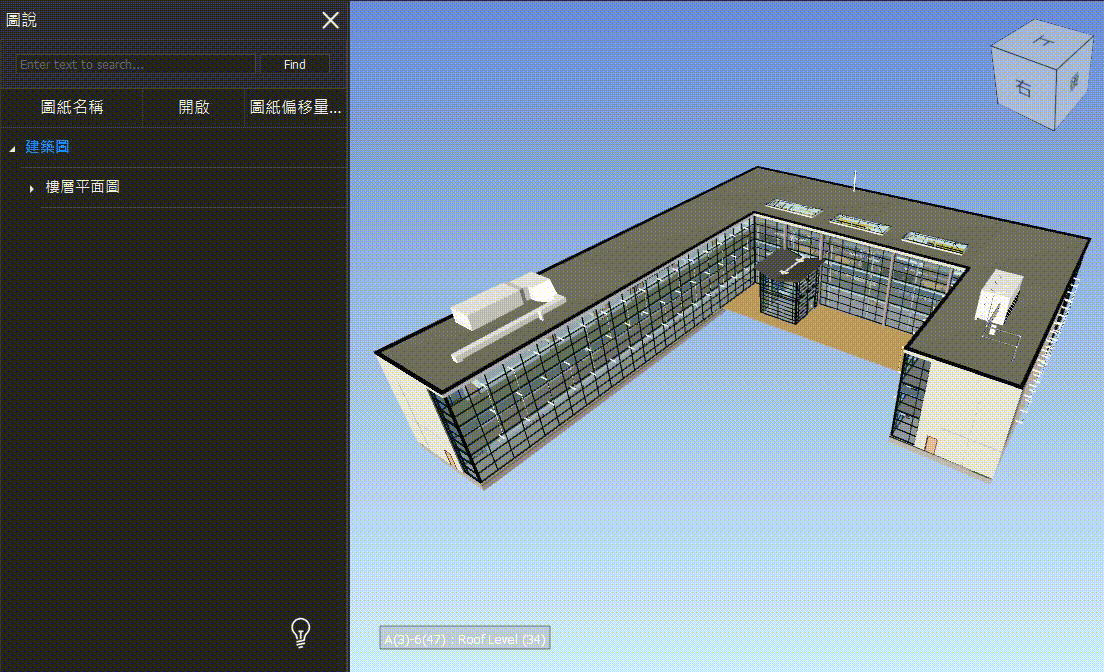 圖說
Enter text to search...
Find
圖紙名稱
開啟
圖紙偏移量...
建築圖
樓層平面圖
上
右
A(3)-6(47) : Roof Level (34)